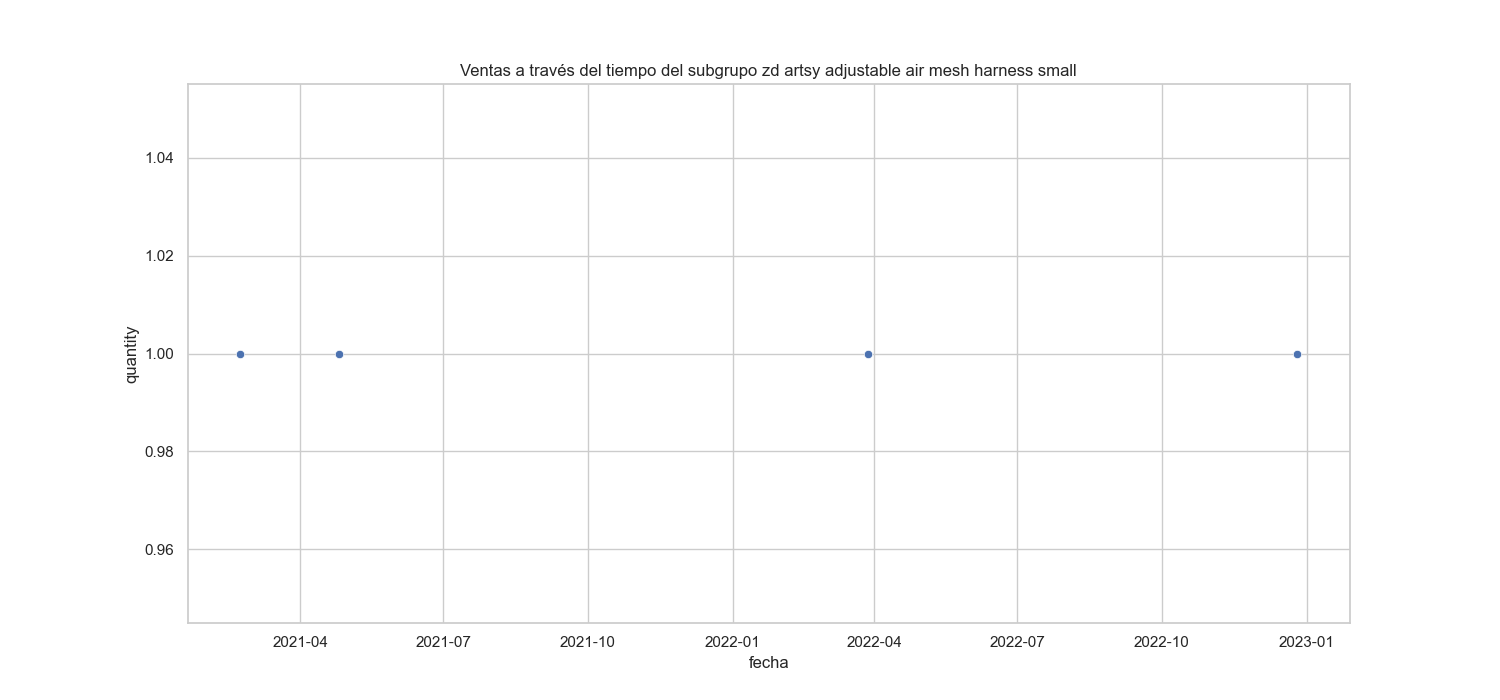 Ventas a través del tiempo del subgrupo zd artsy adjustable air mesh harness small
1.04
1.02
1.00
0.98
0.96
quantity
2021-04 2021-07 2021-10 2022-01 2022-04 2022-07 2022-10 2023-01
fecha